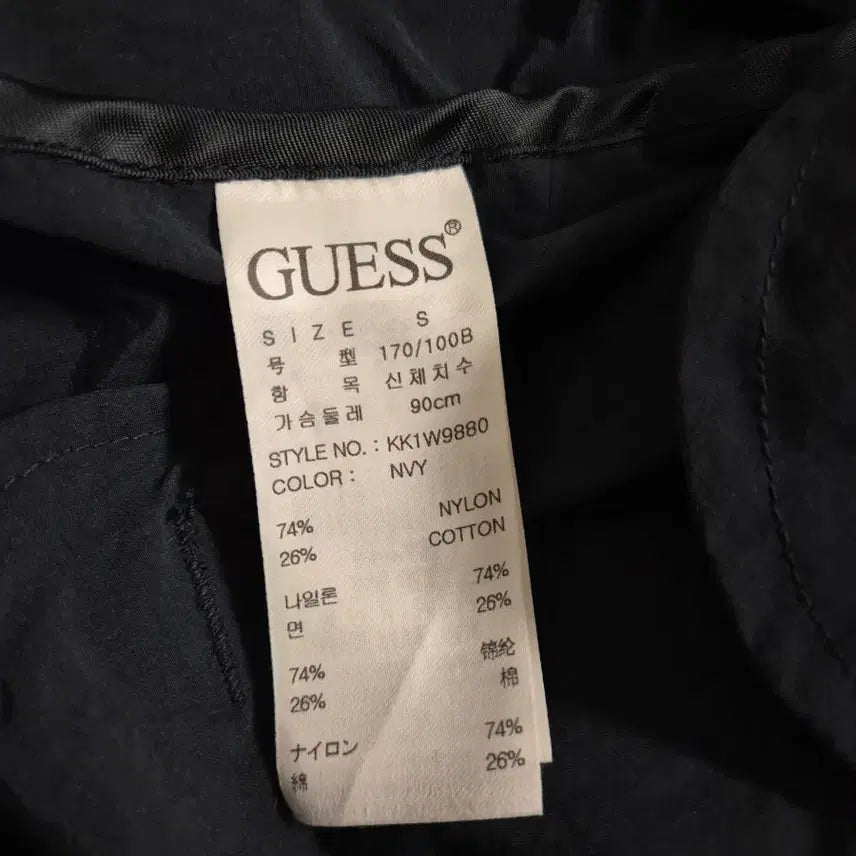 GUESS®
SIZE S
号 型 170/100B
항 목 신체치수
가슴둘레 90cm
STYLE NO. : KK1W9880
COLOR : NVY
74% NYLON
26% COTTON
나일론 74%
면 26%
74% 锦纶
26% 棉
ナイロン 74%
綿 26%